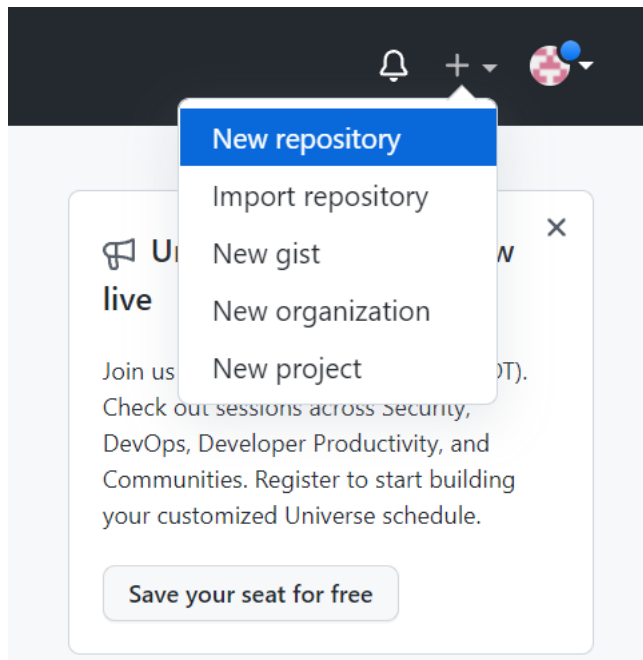 New repository
Import repository
New gist
New organization
New project
live
Join us
DT).
Check out sessions across Security,
DevOps, Developer Productivity, and
Communities. Register to start building
your customized Universe schedule.
Save your seat for free